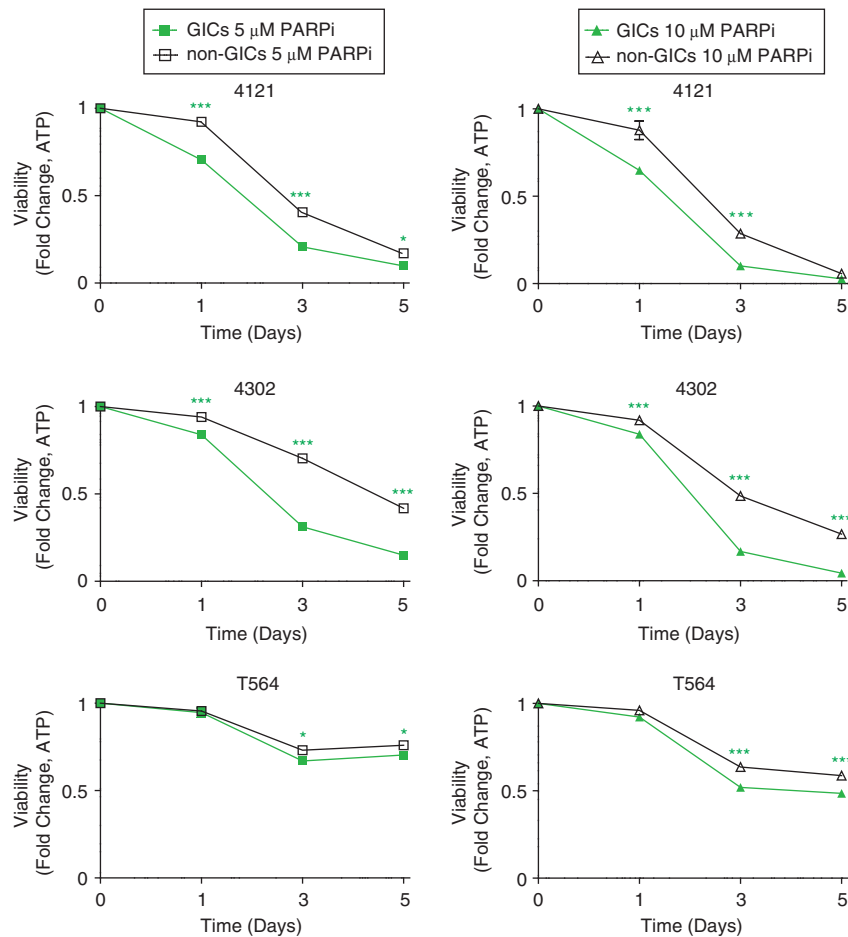 GICs 5 μM PARPi
non-GICs 5 μM PARPi
GICs 10 μM PARPi
non-GICs 10 μM PARPi
4121
1
0.5
0
Viability
(Fold Change, ATP)
***
***
*
0 1 3 5
Time (Days)
4121
1
0.5
0
Viability
(Fold Change, ATP)
***
***
0 1 3 5
Time (Days)
4302
1
0.5
0
Viability
(Fold Change, ATP)
***
***
***
0 1 3 5
Time (Days)
4302
1
0.5
0
Viability
(Fold Change, ATP)
***
***
***
0 1 3 5
Time (Days)
T564
1
0.5
0
Viability
(Fold Change, ATP)
*
*
0 1 3 5
Time (Days)
T564
1
0.5
0
Viability
(Fold Change, ATP)
***
***
0 1 3 5
Time (Days)